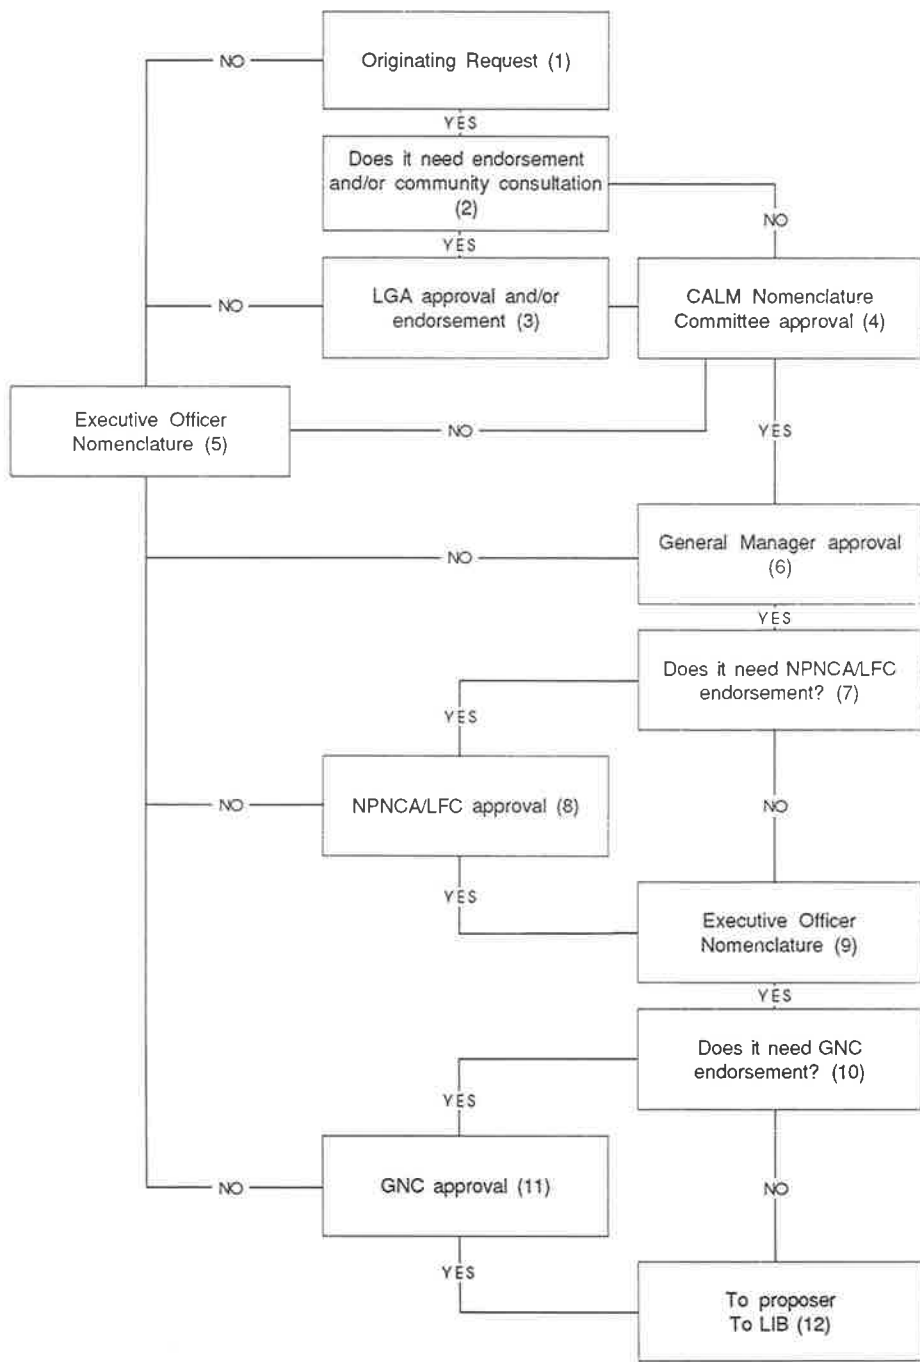 NO
Originating Request (1)
YES
Does it need endorsement
and/or community consultation
(2)
NO
YES
NO
LGA approval and/or
endorsement (3)
CALM Nomenclature
Committee approval (4)
Executive Officer
Nomenclature (5)
NO
YES
General Manager approval
(6)
NO
YES
Does it need NPNCA/LFC
endorsement? (7)
YES
NO
NPNCA/LFC approval (8)
NO
YES
Executive Officer
Nomenclature (9)
YES
Does it need GNC
endorsement? (10)
YES
NO
GNC approval (11)
NO
YES
To proposer
To LIB (12)